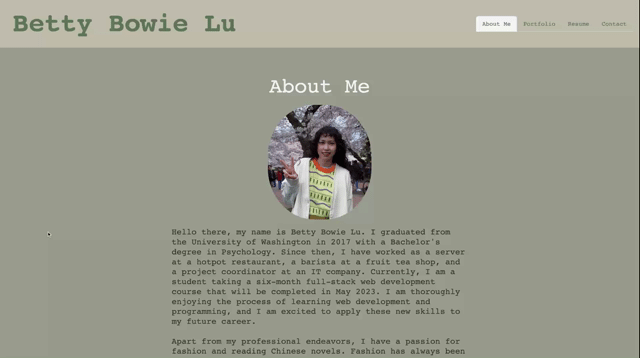 Betty Bowie Lu
About Me
Portfolio
Resume
Contact
About Me
Hello there, my name is Betty Bowie Lu. I graduated from
the University of Washington in 2017 with a Bachelor's
degree in Psychology. Since then, I have worked as a server
at a hotpot restaurant, a barista at a fruit tea shop, and
a project coordinator at an IT company. Currently, I am a
student taking a six-month full-stack web development
course that will be completed in May 2023. I am thoroughly
enjoying the process of learning web development and
programming, and I am excited to apply these new skills to
my future career.
Apart from my professional endeavors, I have a passion for
fashion and reading Chinese novels. Fashion has always been